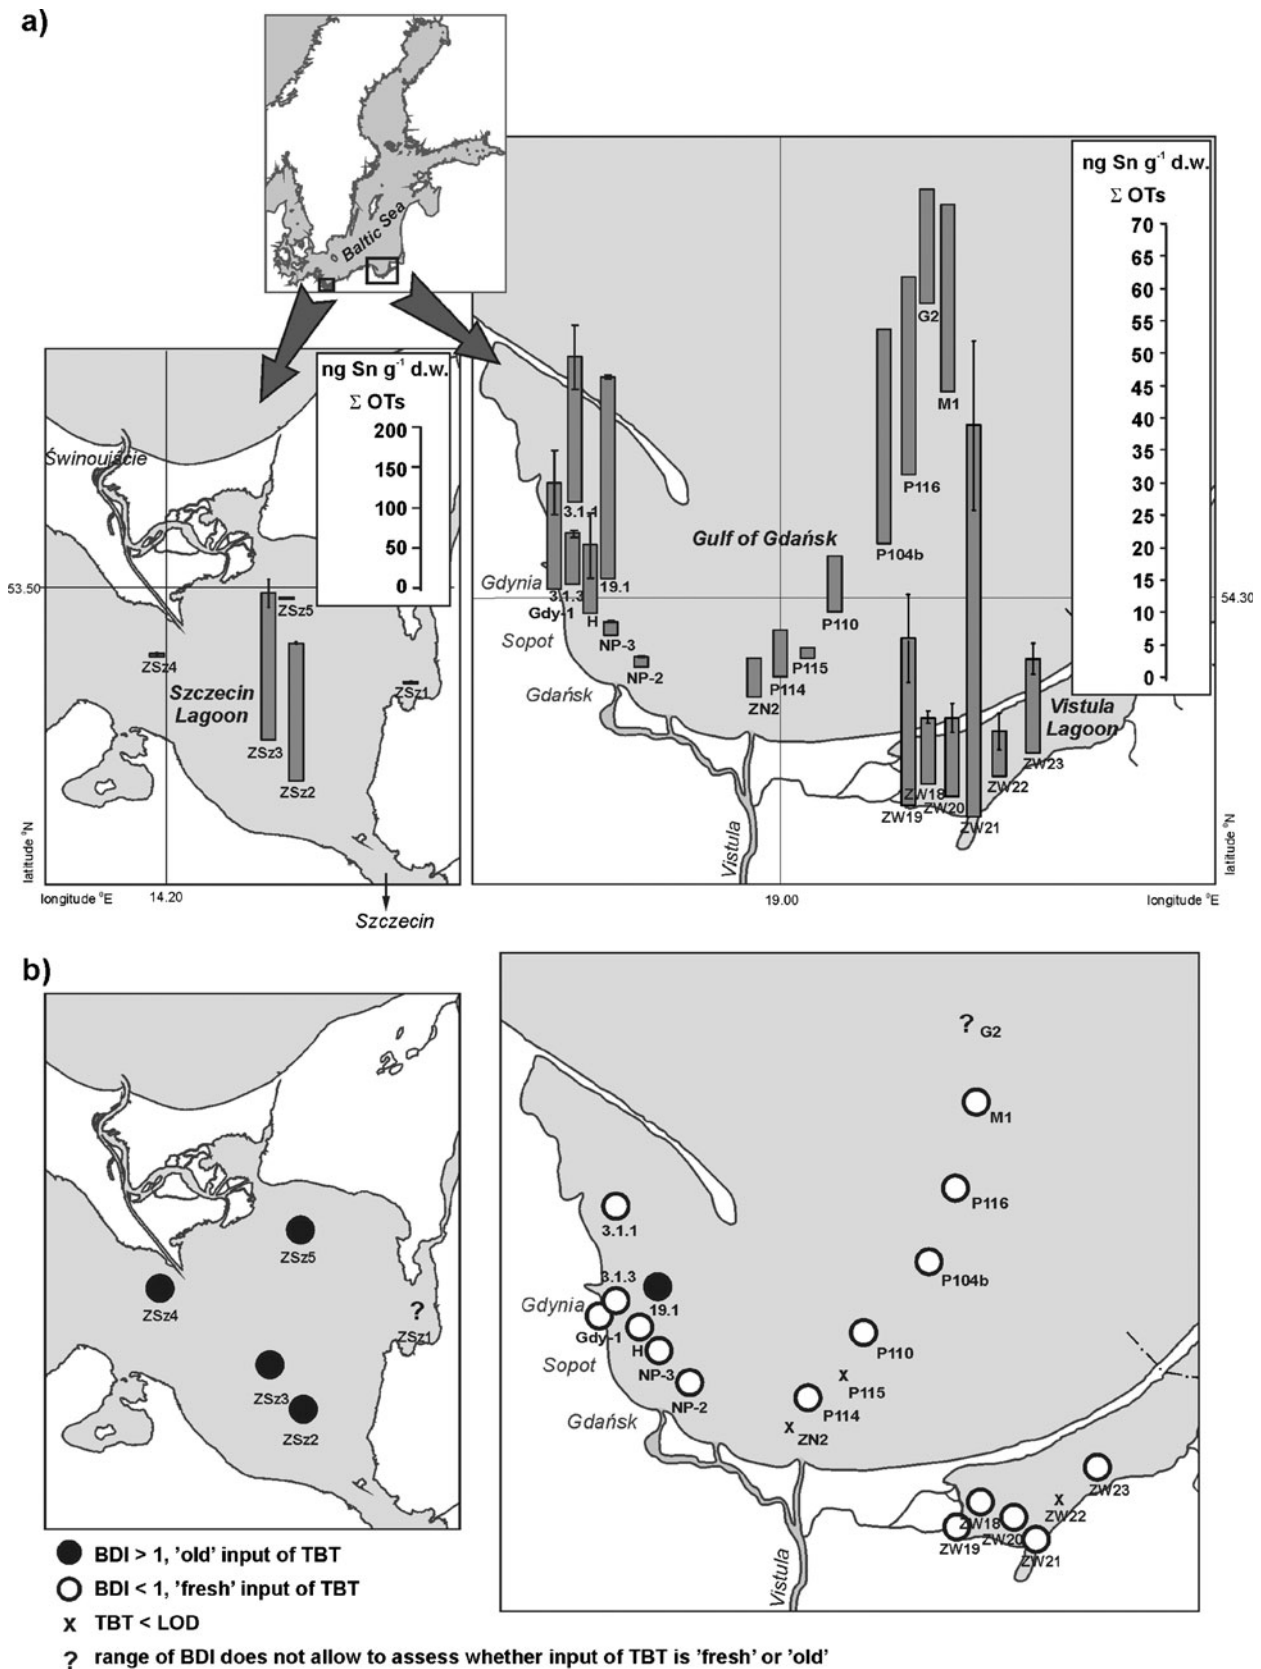 a)
Baltic Sea
ng Sn g-1 d.w.
Σ OTs
70
65
60
55
50
45
40
35
30
25
20
15
10
5
0
G2
M1
P116
P104b
3.1.1
Gulf of Gdańsk
Gdynia
3.1.3
19.1
Gdy-1
H
54.30
P110
Sopot
NP-3
NP-2
P115
P114
Gdańsk
ZN2
Vistula
Lagoon
ZW23
ZW22
ZW18
ZW20
ZW19
ZW21
Vistula
latitude ºN
19.00
longitude ºE
ng Sn g-1 d.w.
Σ OTs
200
150
100
50
0
Świnoujście
53.50
ZSz5
ZSz4
Szczecin
Lagoon
ZSz1
ZSz3
ZSz2
latitude ºN
longitude ºE
14.20
Szczecin
b)
ZSz5
ZSz4
?
ZSz1
ZSz3
ZSz2
? G2
M1
P116
3.1.1
P104b
3.1.3
Gdynia
19.1
Gdy-1
H
P110
Sopot
NP-3
x
P115
NP-2
P114
Gdańsk
x
ZN2
ZW23
x
ZW22
ZW18
ZW20
ZW19
ZW21
Vistula
BDI > 1, 'old' input of TBT
BDI < 1, 'fresh' input of TBT
x TBT < LOD
? range of BDI does not allow to assess whether input of TBT is 'fresh' or 'old'